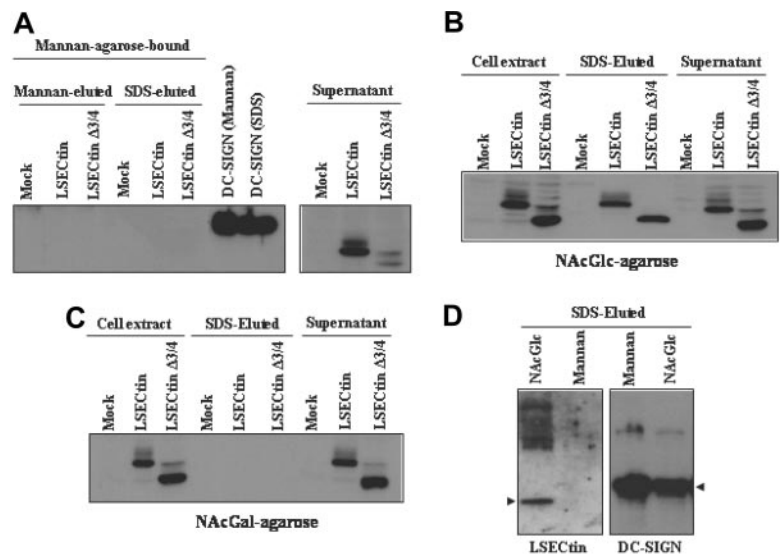 A
Mannan-agarose-bound
Mannan-eluted
SDS-eluted
Supernatant
Mock
LSECtin
LSECtin Δ3/4
Mock
LSECtin
LSECtin Δ3/4
DC-SIGN (Mannan)
DC-SIGN (SDS)
Mock
LSECtin
LSECtin Δ3/4
B
Cell extract
SDS-Eluted
Supernatant
Mock
LSECtin
LSECtin Δ3/4
Mock
LSECtin
LSECtin Δ3/4
Mock
LSECtin
LSECtin Δ3/4
NAcGlc-agarose
C
Cell extract
SDS-Eluted
Supernatant
Mock
LSECtin
LSECtin Δ3/4
Mock
LSECtin
LSECtin Δ3/4
Mock
LSECtin
LSECtin Δ3/4
NAcGal-agarose
D
SDS-Eluted
NAcGlc
Mannan
Mannan
NAcGlc
LSECtin
DC-SIGN